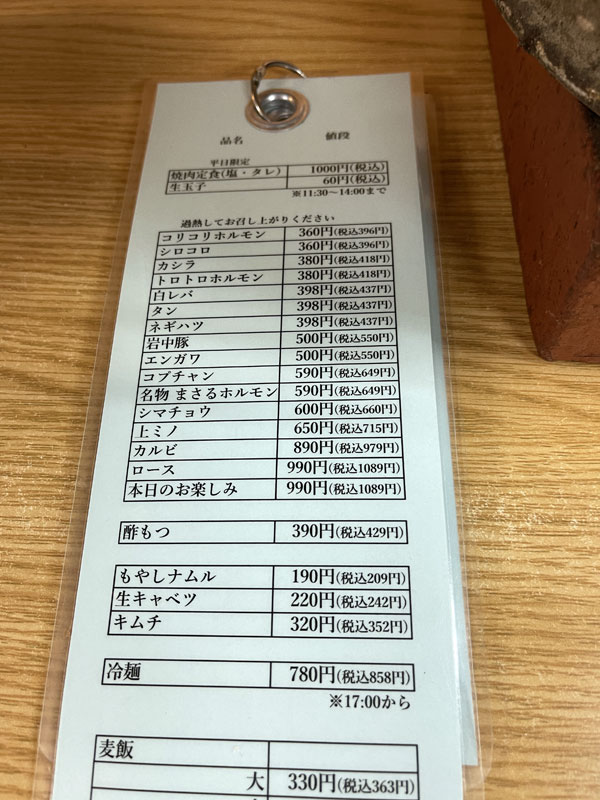 品名 値段
平日限定
焼肉定食(塩・タレ) 1000円(税込)
生玉子 60円(税込)
※11:30〜14:00まで
過熱してお召し上がりください
コリコリホルモン 360円(税込396円)
シロコロ 360円(税込396円)
カシラ 380円(税込418円)
トロトロホルモン 380円(税込418円)
白レバ 398円(税込437円)
タン 398円(税込437円)
ネギハツ 398円(税込437円)
岩中豚 500円(税込550円)
エンガワ 500円(税込550円)
コプチャン 590円(税込649円)
名物 まさるホルモン 590円(税込649円)
シマチョウ 600円(税込660円)
上ミノ 650円(税込715円)
カルビ 890円(税込979円)
ロース 990円(税込1089円)
本日のお楽しみ 990円(税込1089円)
酢もつ 390円(税込429円)
もやしナムル 190円(税込209円)
生キャベツ 220円(税込242円)
キムチ 320円(税込352円)
冷麺 780円(税込858円)
※17:00から
麦飯
大 330円(税込363円)